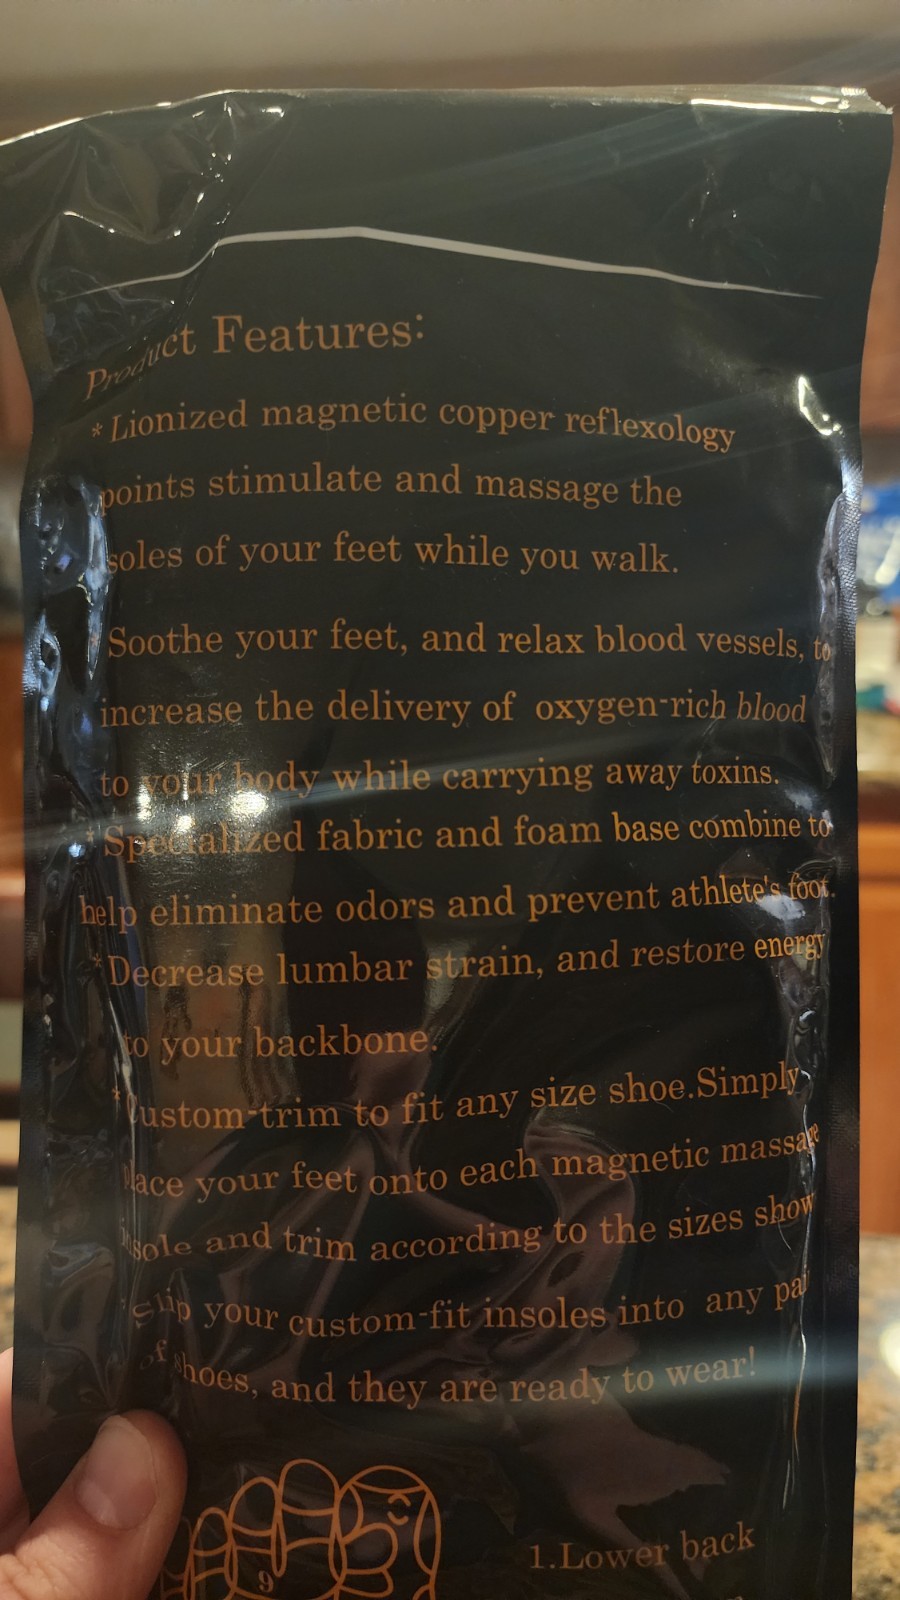 Product Features:
* Lionized magnetic copper reflexology
points stimulate and massage the
soles of your feet while you walk.
Soothe your feet, and relax blood vessels, to
increase the delivery of oxygen-rich blood
to your body while carrying away toxins.
* Specialized fabric and foam base combine to
help eliminate odors and prevent athlete's foot.
* Decrease lumbar strain, and restore energy
to your backbone.
* Custom-trim to fit any size shoe.Simply
place your feet onto each magnetic massage
insole and trim according to the sizes show
Slip your custom-fit insoles into any pai
of shoes, and they are ready to wear!
1.Lower back
9